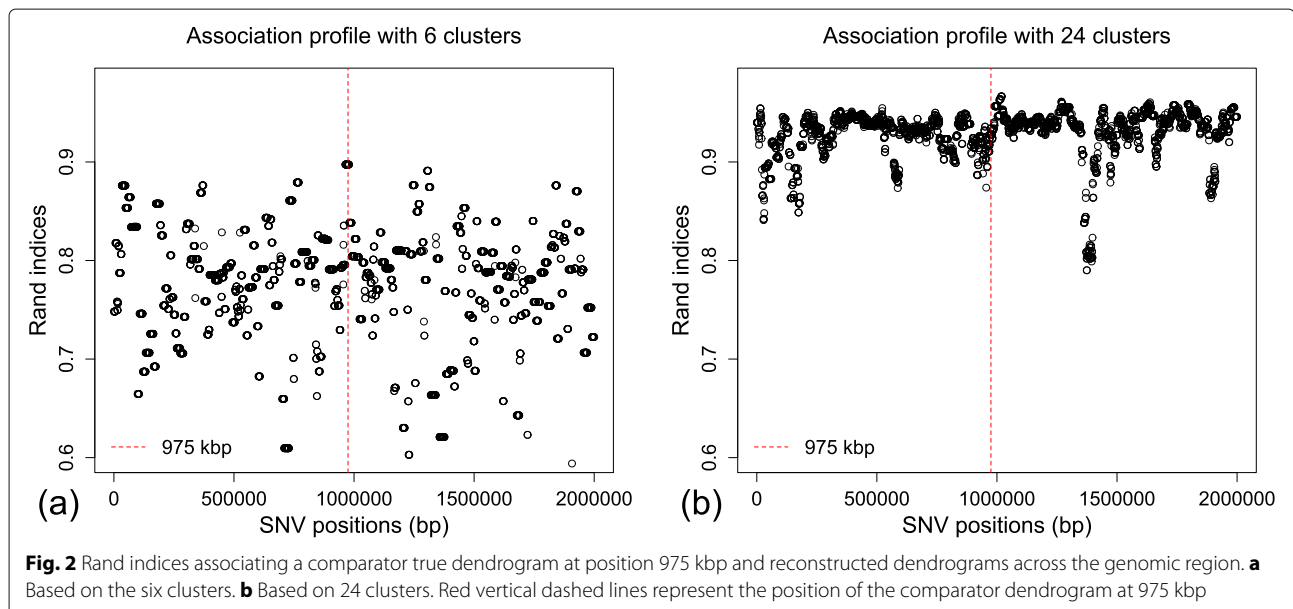 Association profile with 6 clusters
Rand indices
0.9
0.8
0.7
0.6
975 kbp
0 500000 1000000 1500000 2000000
(a)
SNV positions (bp)
Association profile with 24 clusters
Rand indices
0.9
0.8
0.7
0.6
975 kbp
0 500000 1000000 1500000 2000000
(b)
SNV positions (bp)
Fig. 2 Rand indices associating a comparator true dendrogram at position 975 kbp and reconstructed dendrograms across the genomic region. a
Based on the six clusters. b Based on 24 clusters. Red vertical dashed lines represent the position of the comparator dendrogram at 975 kbp